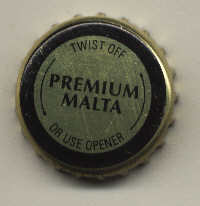 TWIST OFF
PREMIUM
MALTA
OR USE OPENER